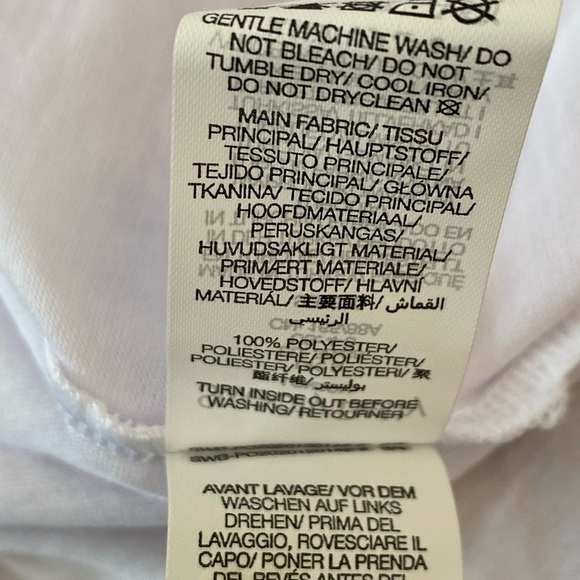 GENTLE MACHINE WASH/ DO
NOT BLEACH/ DO NOT
TUMBLE DRY/ COOL IRON/
DO NOT DRYCLEAN
MAIN FABRIC/ TISSU
PRINCIPAL/ HAUPTSTOFF/
TESSUTO PRINCIPALE/
TEJIDO PRINCIPAL/ GŁÓWNA
TKANINA/ TECIDO PRINCIPAL/
HOOFDMATERIAAL/
PERUSKANGAS/
HUVUDSAKLIGT MATERIAL/
PRIMÆRT MATERIALE/
HOVEDSTOFF/ HLAVNÍ
MATERIÁL/ 主要面料/ القماش
الرئيسي
100% POLYESTER/
POLIESTERE/ POLIÉSTER/
POLIESTER/ POLYESTERI/ 聚
酯纤维/ بوليستر
TURN INSIDE OUT BEFORE
WASHING/ RETOURNER
AVANT LAVAGE/ VOR DEM
WASCHEN AUF LINKS
DREHEN/ PRIMA DEL
LAVAGGIO, ROVESCIARE IL
CAPO/ PONER LA PRENDA
DEL REVÉS ANTES DEL